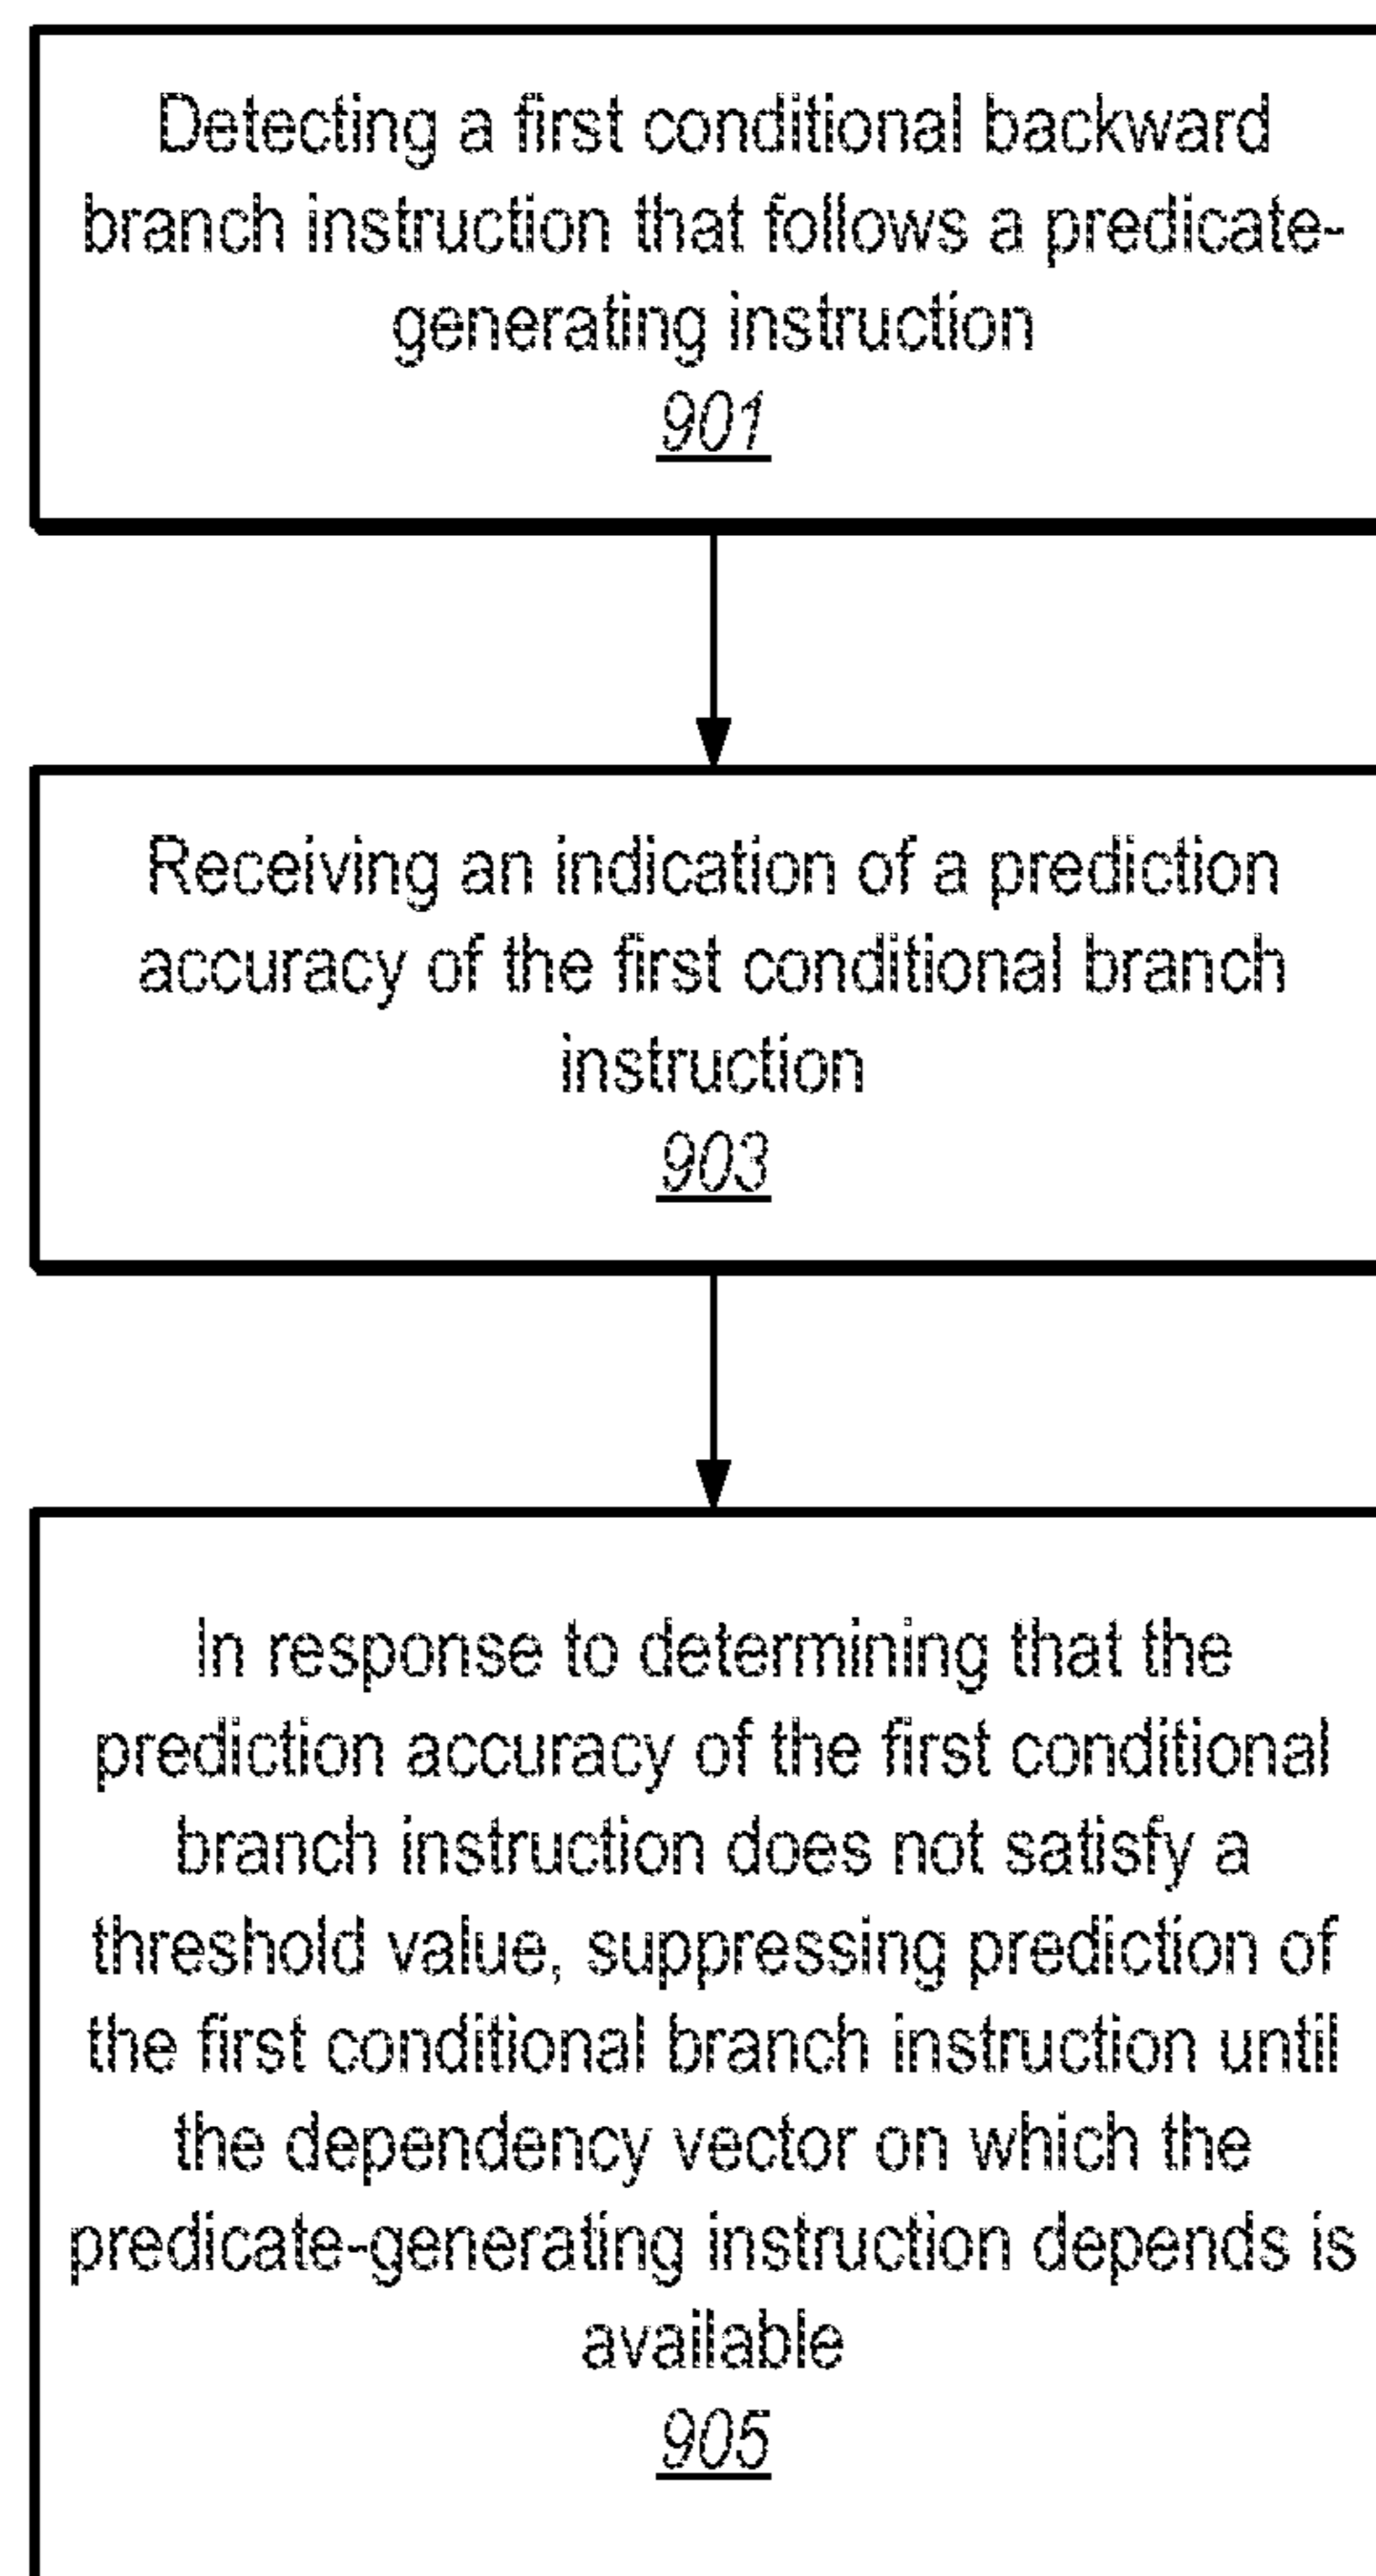 Detecting a first conditional backward
branch instruction that follows a predicate-
generating instruction
901
Receiving an indication of a prediction
accuracy of the first conditional branch
instruction
903
In response to determining that the
prediction accuracy of the first conditional
branch instruction does not satisfy a
threshold value, suppressing prediction of
the first conditional branch instruction until
the dependency vector on which the
predicate-generating instruction depends is
available
905